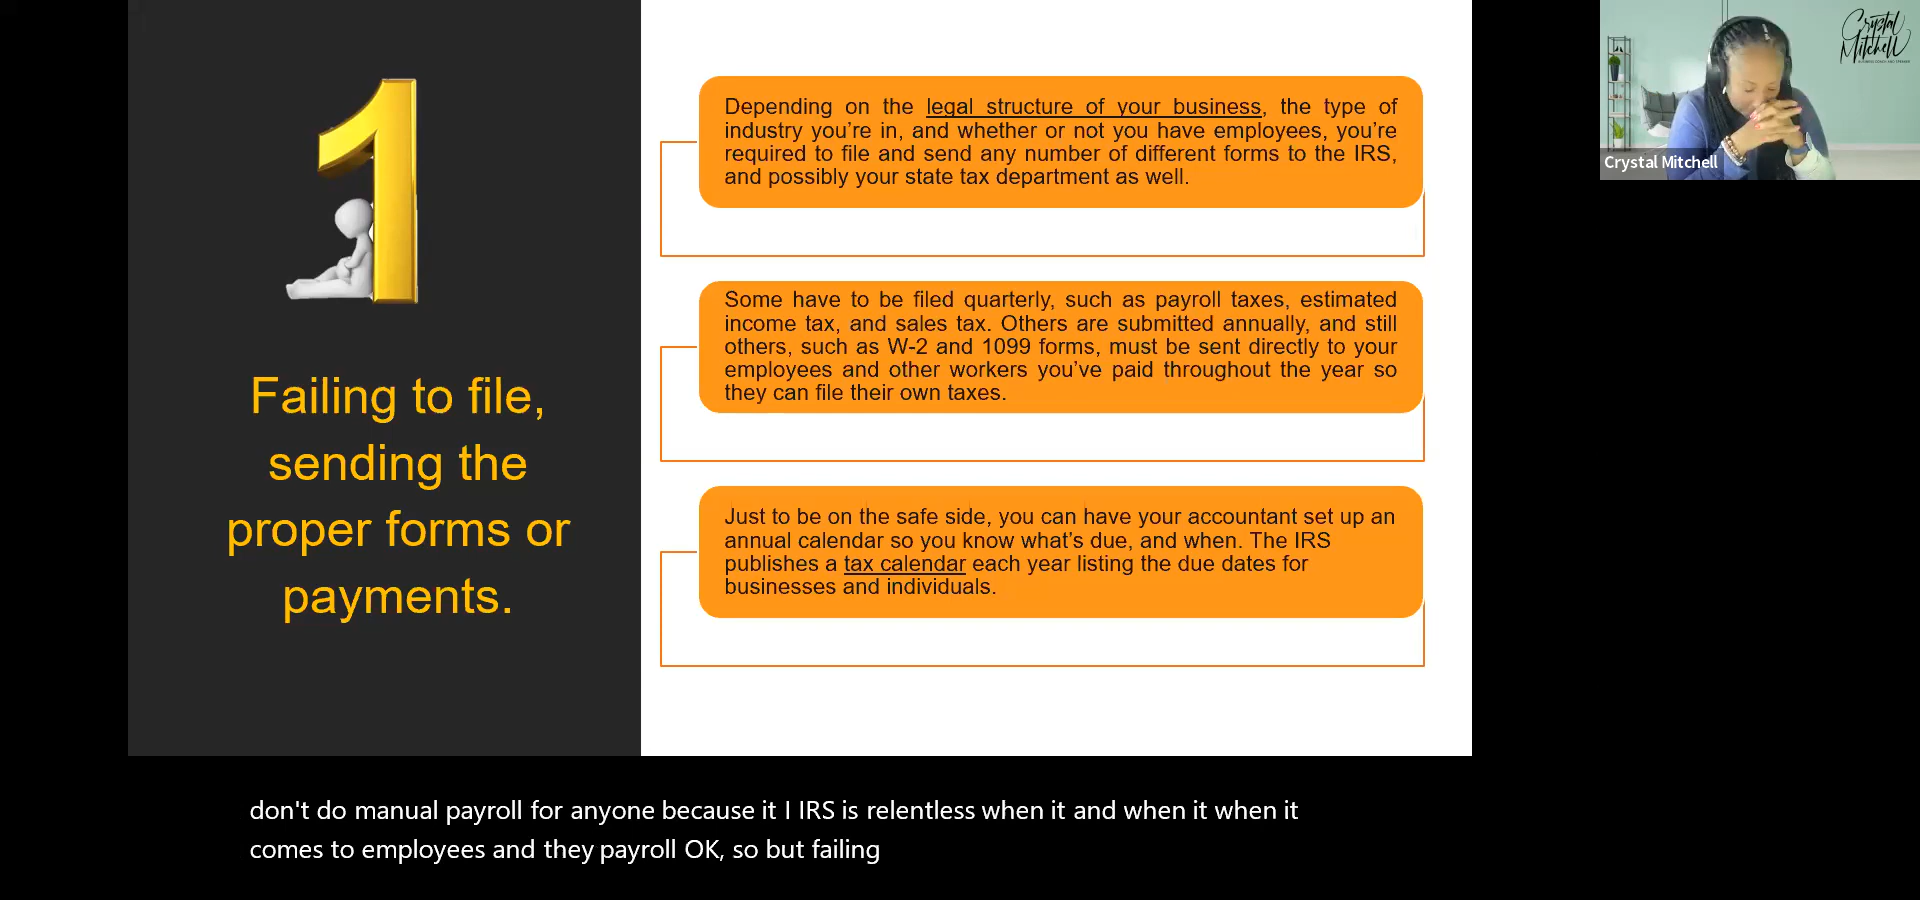 1
Failing to file,
sending the
proper forms or
payments.
Depending on the legal structure of your business, the type of
industry you’re in, and whether or not you have employees, you’re
required to file and send any number of different forms to the IRS,
and possibly your state tax department as well.
Some have to be filed quarterly, such as payroll taxes, estimated
income tax, and sales tax. Others are submitted annually, and still
others, such as W-2 and 1099 forms, must be sent directly to your
employees and other workers you’ve paid throughout the year so
they can file their own taxes.
Just to be on the safe side, you can have your accountant set up an
annual calendar so you know what’s due, and when. The IRS
publishes a tax calendar each year listing the due dates for
businesses and individuals.
Crystal
Mitchell
Crystal Mitchell
don't do manual payroll for anyone because it I IRS is relentless when it and when it when it
comes to employees and they payroll OK, so but failing